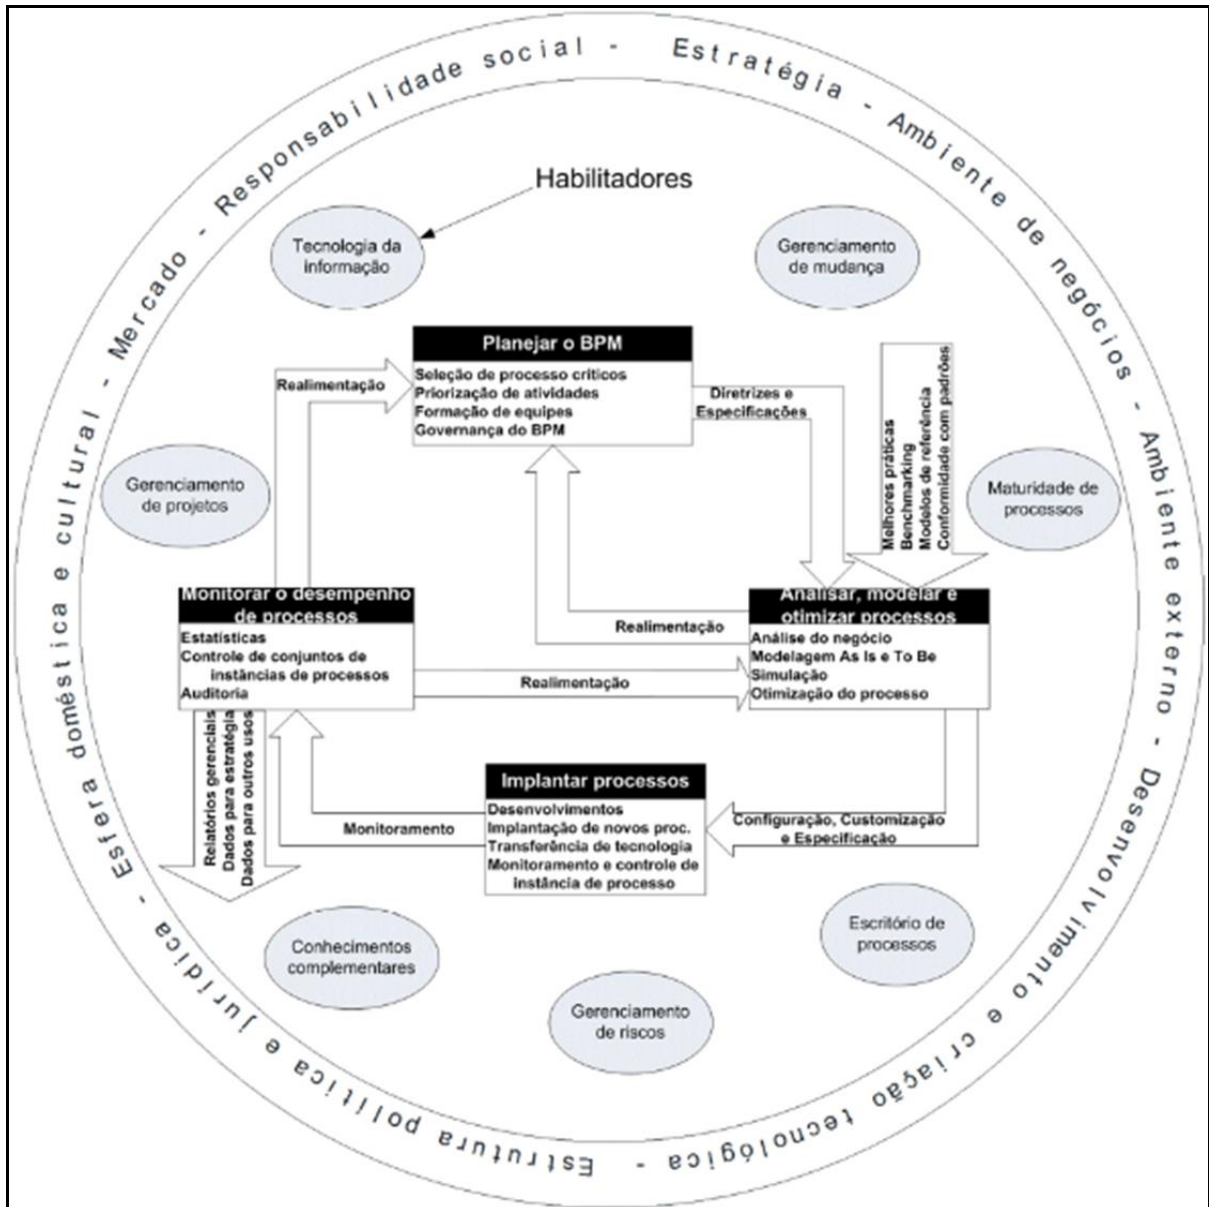 Estratégia - Ambiente de negócios - Ambiente externo - Desenvolvimento e criação tecnológica - Estrutura política e jurídica - Esfera doméstica e cultural - Mercado - Responsabilidade social -
Habilitadores
Tecnologia da
informação
Gerenciamento
de mudança
Planejar o BPM
Seleção de processo críticos
Priorização de atividades
Formação de equipes
Governança do BPM
Realimentação
Diretrizes e
Especificações
Melhores práticas
Benchmarking
Modelos de referência
Conformidade com padrões
Gerenciamento
de projetos
Maturidade de
processos
Monitorar o desempenho
de processos
Estatísticas
Controle de conjuntos de
instâncias de processos
Auditoria
Realimentação
Realimentação
Analisar, modelar e
otimizar processos
Análise do negócio
Modelagem As Is e To Be
Simulação
Otimização do processo
Relatórios gerenciais
Dados para estratégia
Dados para outros usos
Monitoramento
Implantar processos
Desenvolvimentos
Implantação de novos proc.
Transferência de tecnologia
Monitoramento e controle de
instância de processo
Configuração, Customização
e Especificação
Conhecimentos
complementares
Gerenciamento
de riscos
Escritório de
processos